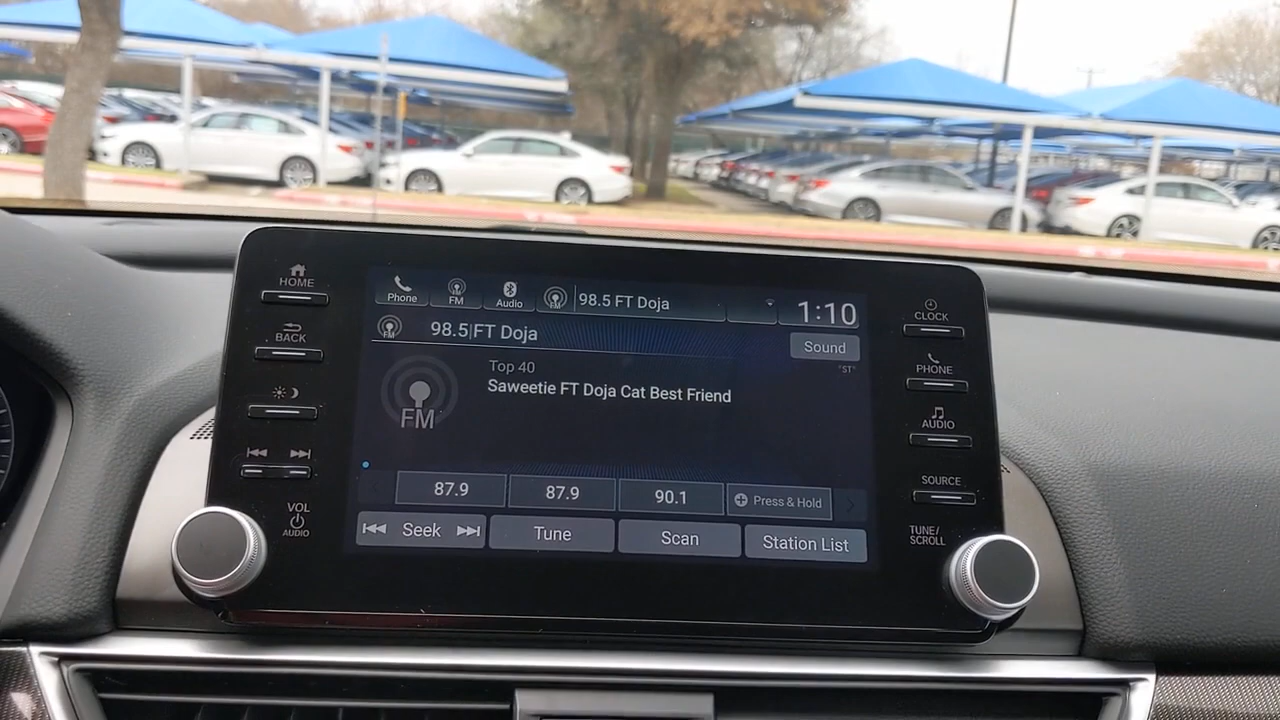 HOME
BACK
VOL
AUDIO
Phone
FM
Audio
FM
98.5 FT Doja
1:10
FM
98.5|FT Doja
Sound
"ST"
FM
Top 40
Saweetie FT Doja Cat Best Friend
87.9
87.9
90.1
Press & Hold
Seek
Tune
Scan
Station List
CLOCK
PHONE
AUDIO
SOURCE
TUNE/
SCROLL